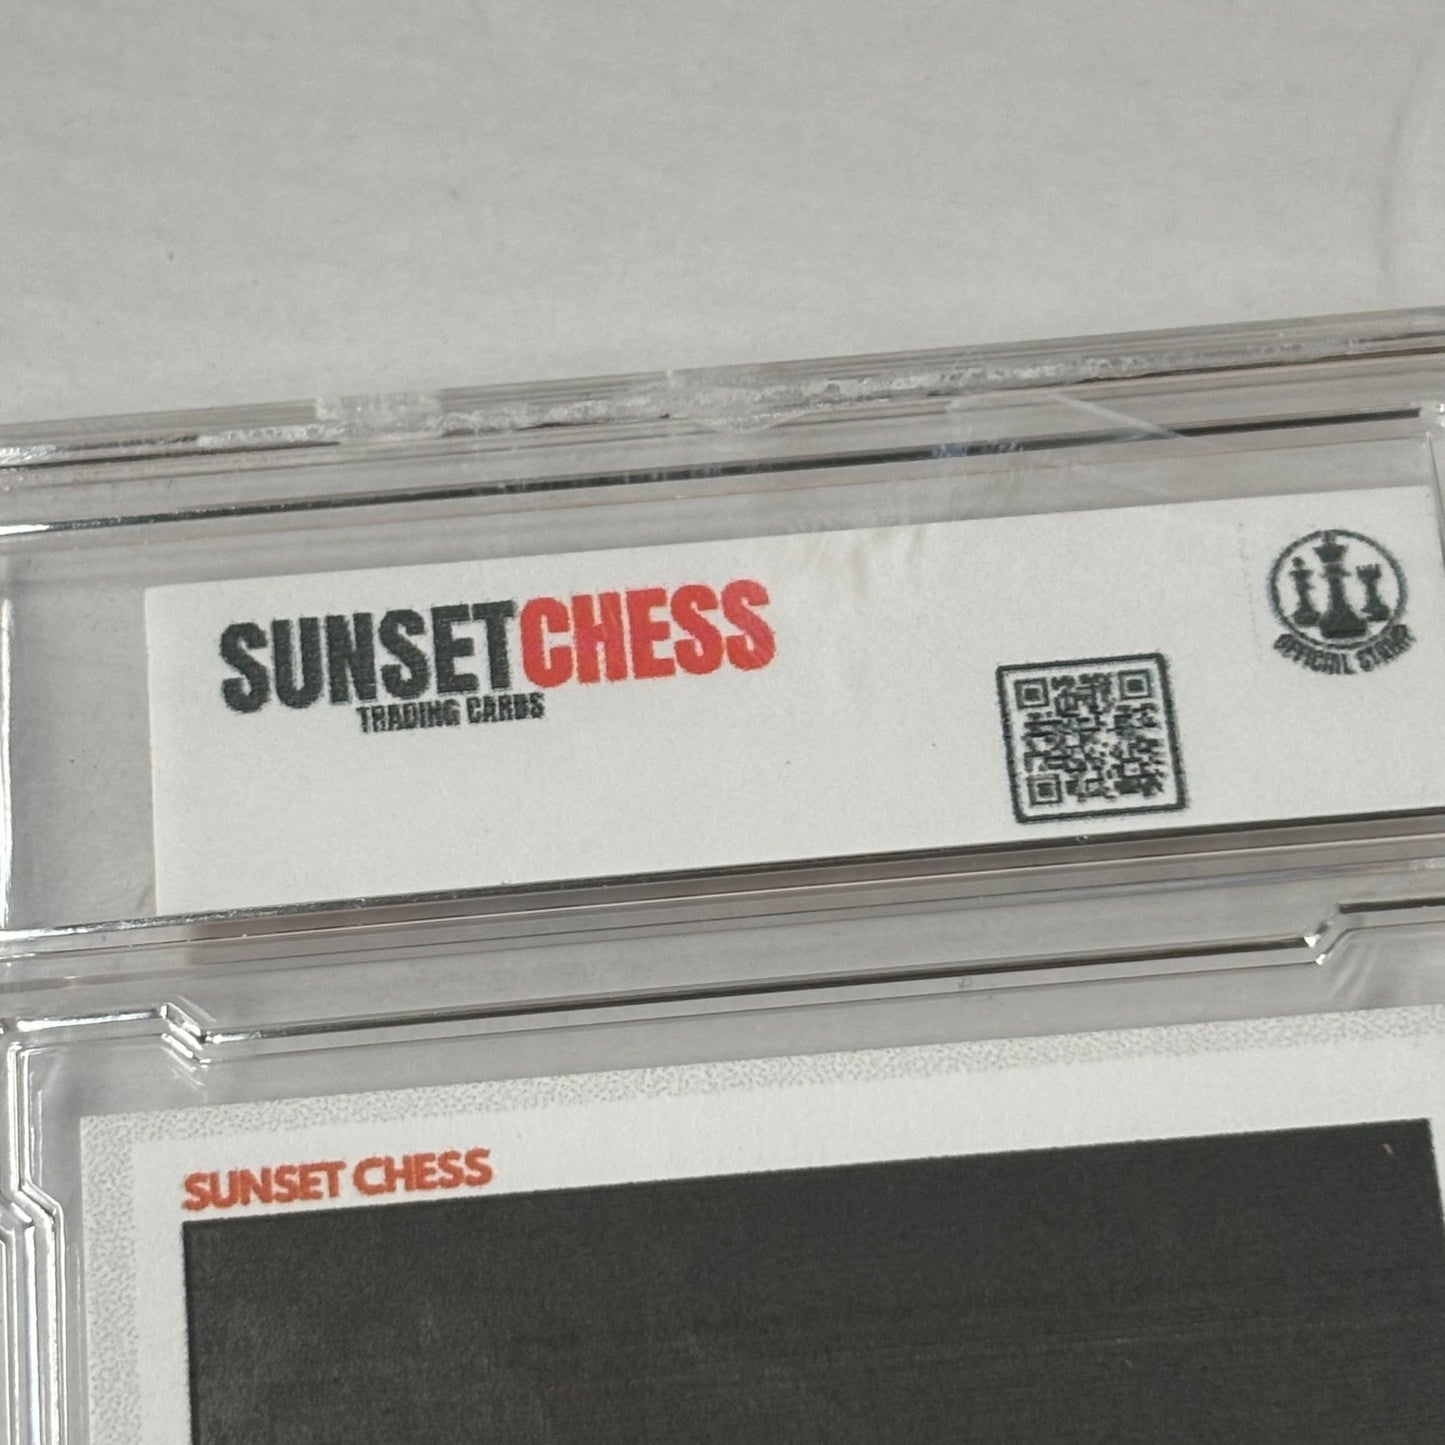 SUNSETCHESS
TRADING CARDS
OFFICIAL STAMP
SUNSET CHESS